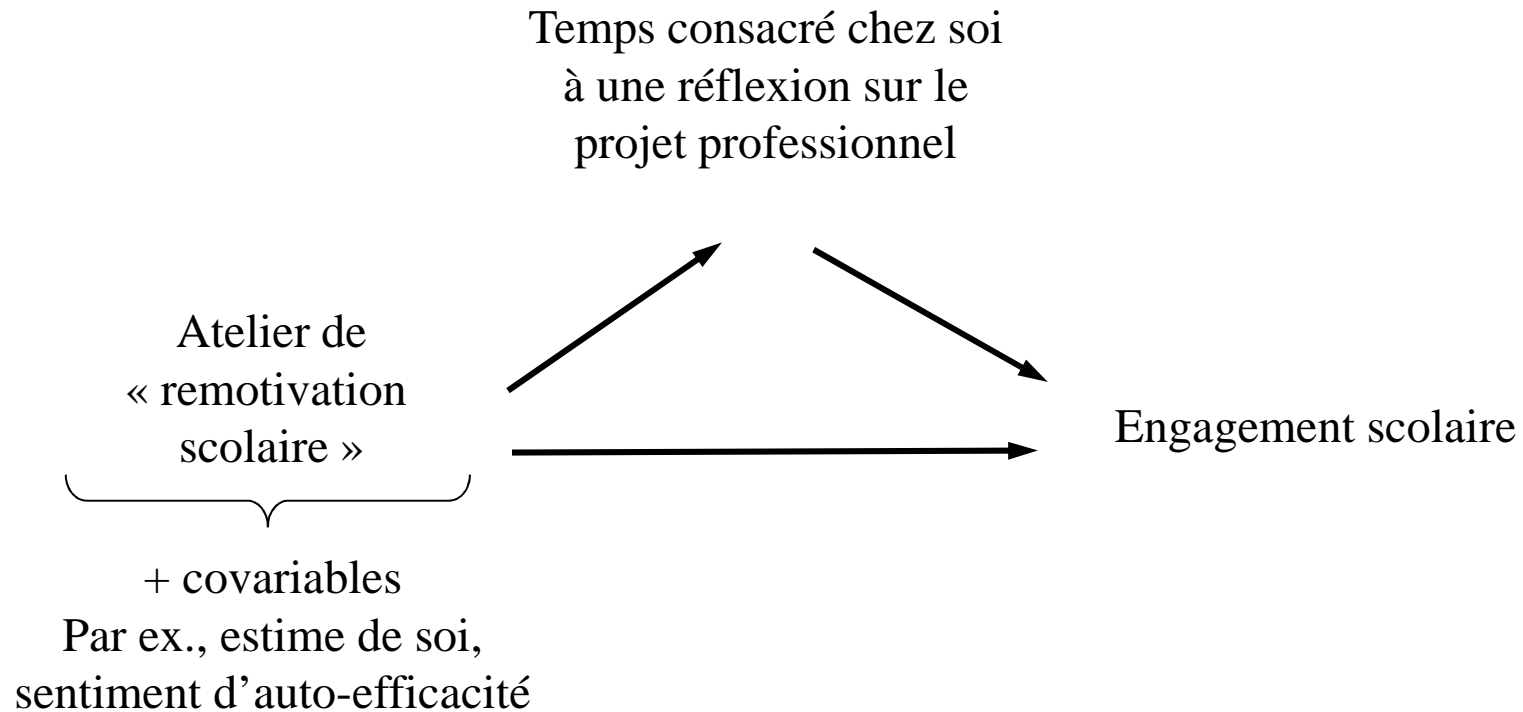 Temps consacré chez soi
à une réflexion sur le
projet professionnel
Atelier de
« remotivation
scolaire »
Engagement scolaire
+ covariables
Par ex., estime de soi,
sentiment d’auto-efficacité